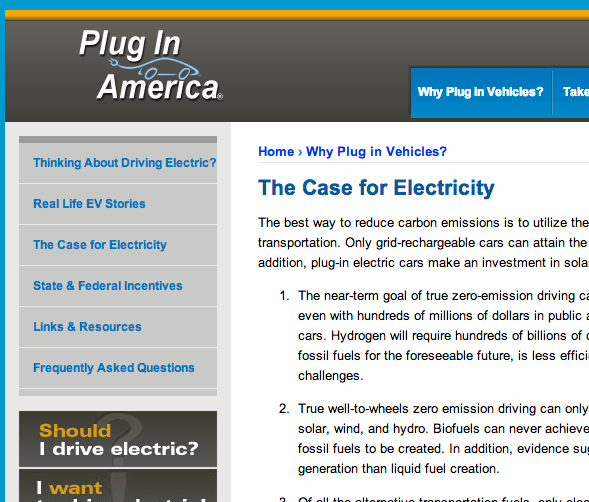 Plug In
America®
Why Plug In Vehicles?
Take
Thinking About Driving Electric?
Real Life EV Stories
The Case for Electricity
State & Federal Incentives
Links & Resources
Frequently Asked Questions
Should
I drive electric?
I want
Home › Why Plug in Vehicles?
The Case for Electricity
The best way to reduce carbon emissions is to utilize the
transportation. Only grid-rechargeable cars can attain the
addition, plug-in electric cars make an investment in sola
1. The near-term goal of true zero-emission driving ca
even with hundreds of millions of dollars in public a
cars. Hydrogen will require hundreds of billions of d
fossil fuels for the foreseeable future, is less effici
challenges.
2. True well-to-wheels zero emission driving can only
solar, wind, and hydro. Biofuels can never achieve
fossil fuels to be created. In addition, evidence sug
generation than liquid fuel creation.
3. Of all the alternative transportation fuels, only elec